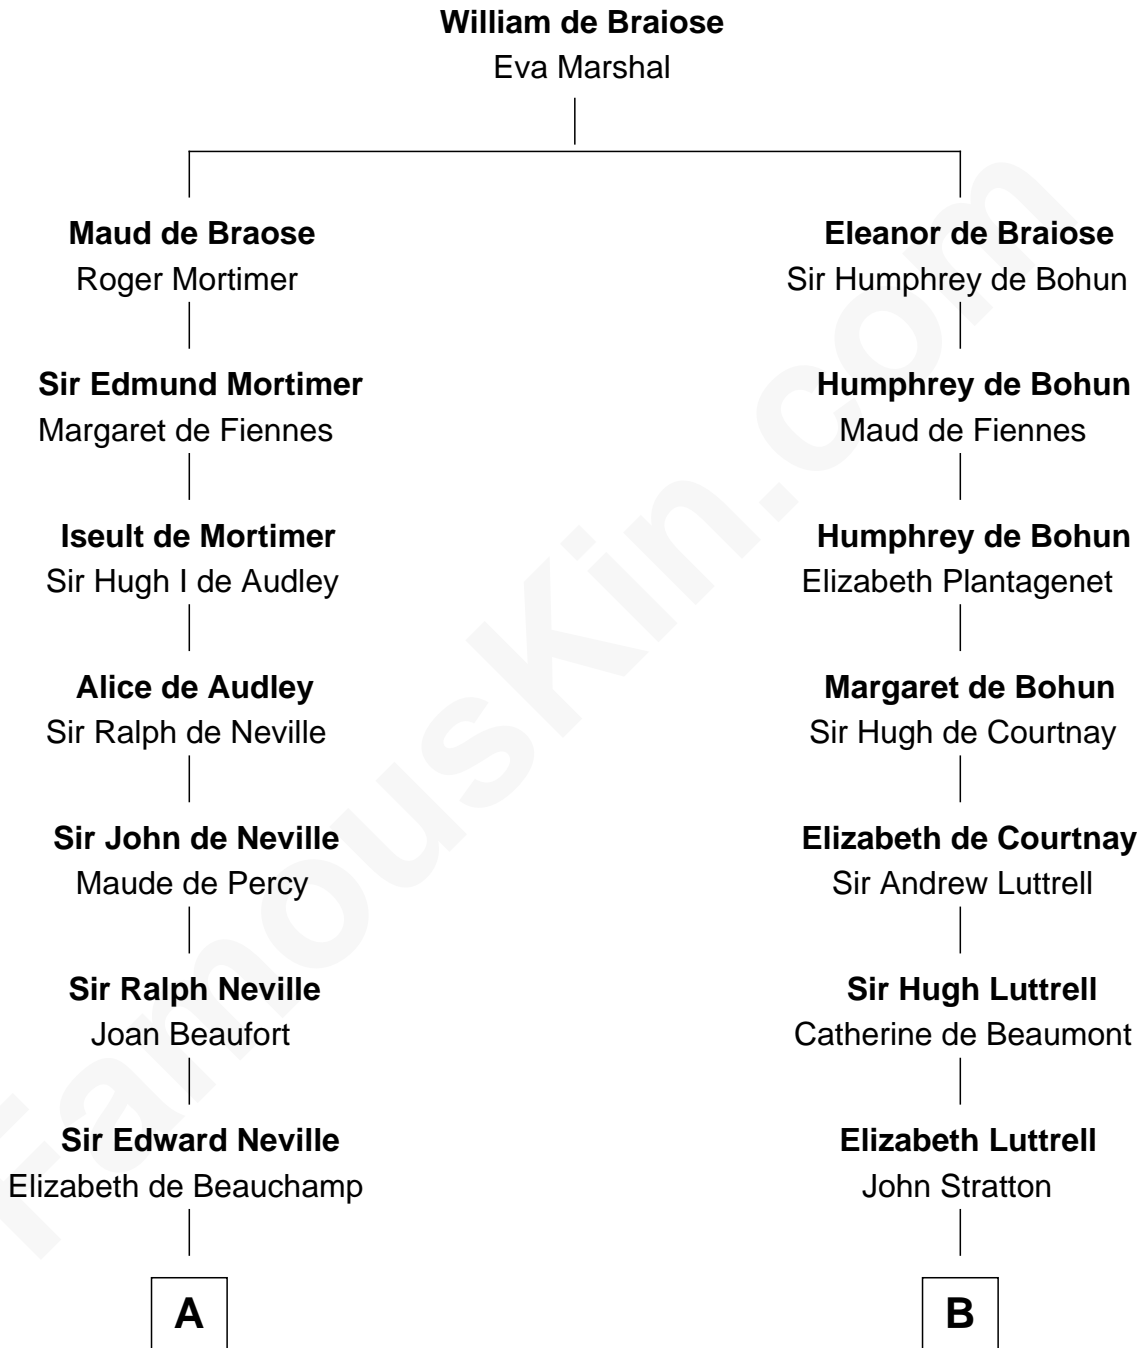 William de Braiose
Eva Marshal
Maud de Braose
Roger Mortimer
Eleanor de Braiose
Sir Humphrey de Bohun
Sir Edmund Mortimer
Margaret de Fiennes
Humphrey de Bohun
Maud de Fiennes
Iseult de Mortimer
Sir Hugh I de Audley
Humphrey de Bohun
Elizabeth Plantagenet
Alice de Audley
Sir Ralph de Neville
Margaret de Bohun
Sir Hugh de Courtnay
Sir John de Neville
Maude de Percy
Elizabeth de Courtnay
Sir Andrew Luttrell
Sir Ralph Neville
Joan Beaufort
Sir Hugh Luttrell
Catherine de Beaumont
Sir Edward Neville
Elizabeth de Beauchamp
Elizabeth Luttrell
John Stratton
A
B
FamousKin.com